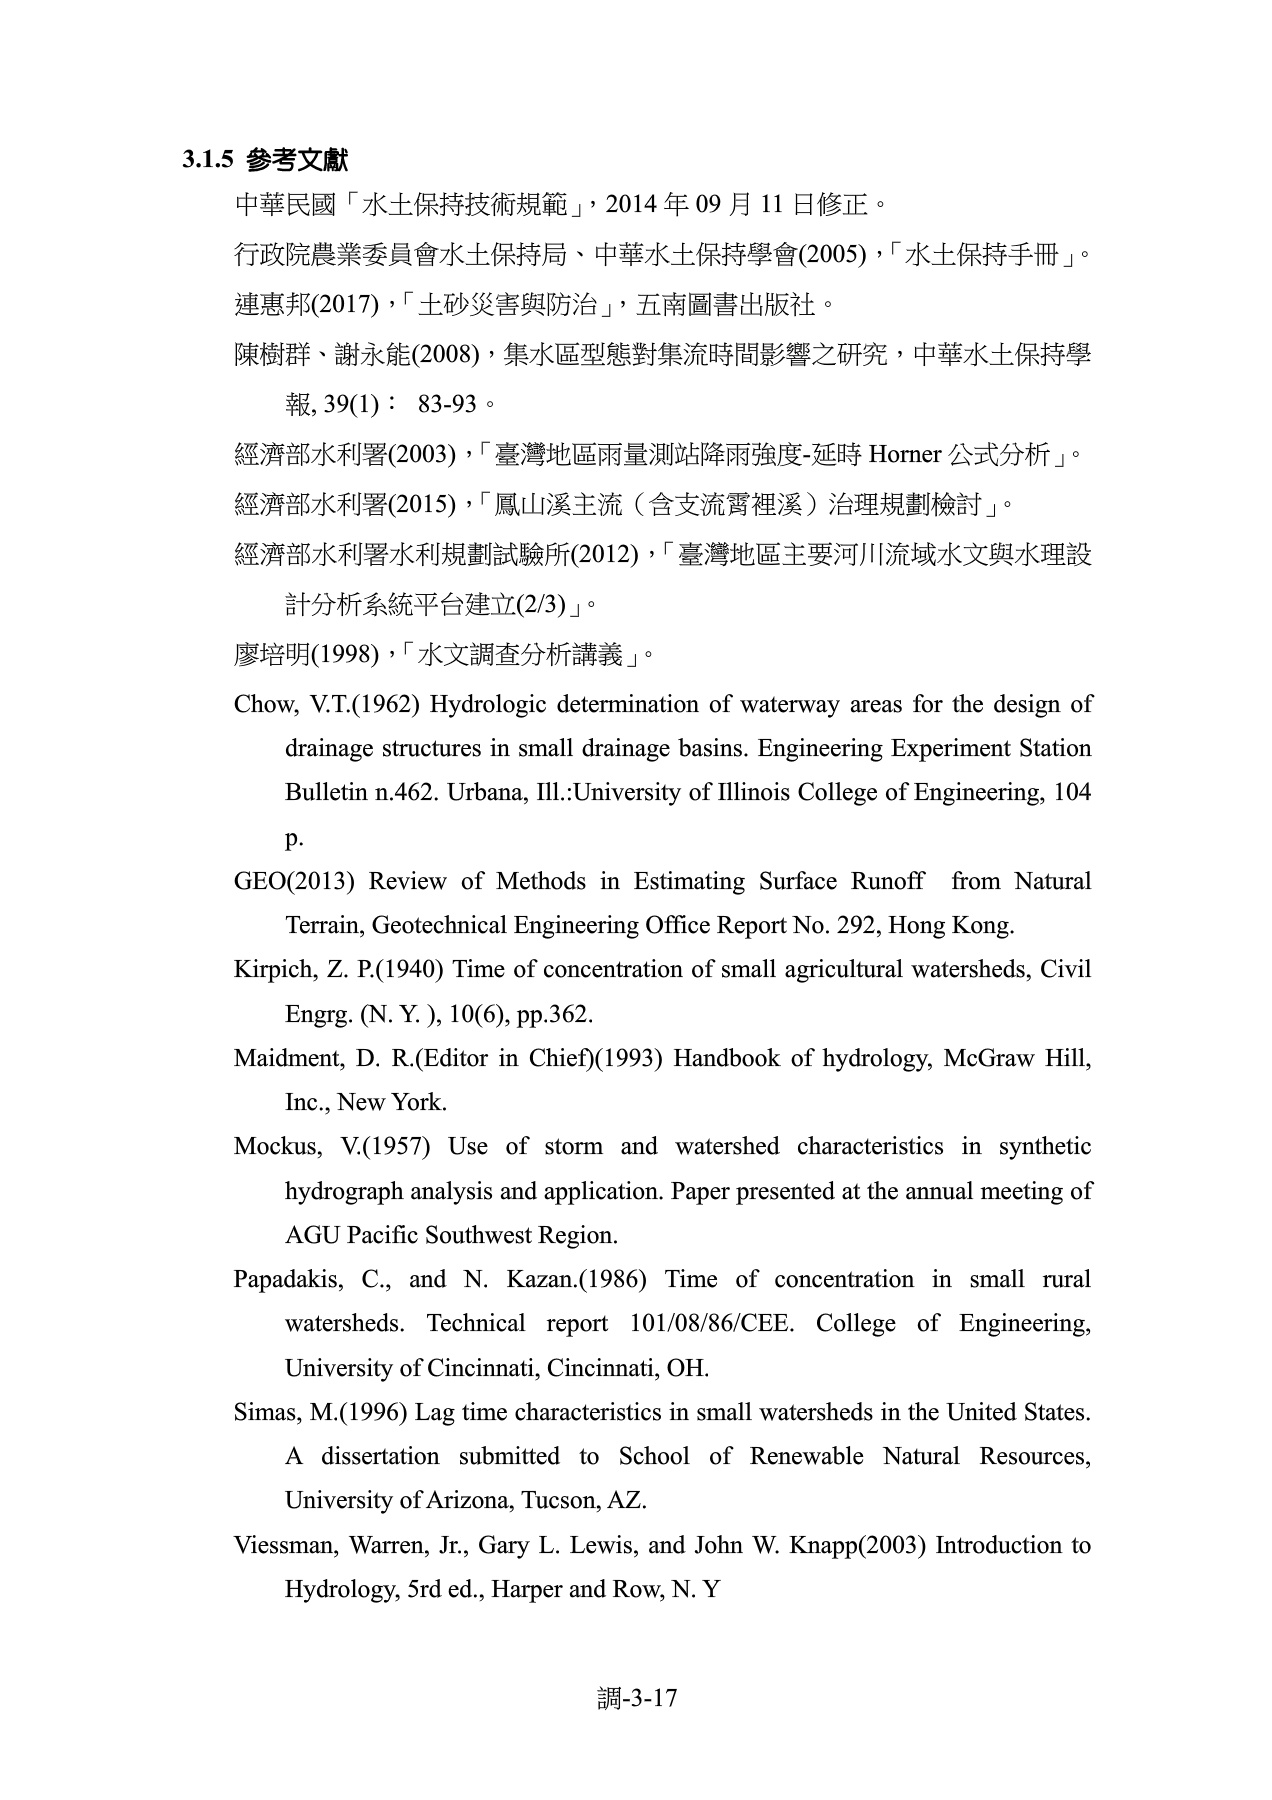 3.1.5 參考文獻
中華民國「水土保持技術規範」，2014 年 09 月 11 日修正。
行政院農業委員會水土保持局、中華水土保持學會(2005)，「水土保持手冊」。
連惠邦(2017)，「土砂災害與防治」，五南圖書出版社。
陳樹群、謝永能(2008)，集水區型態對集流時間影響之研究，中華水土保持學
報, 39(1)： 83-93。
經濟部水利署(2003)，「臺灣地區雨量測站降雨強度-延時 Horner 公式分析」。
經濟部水利署(2015)，「鳳山溪主流（含支流霄裡溪）治理規劃檢討」。
經濟部水利署水利規劃試驗所(2012)，「臺灣地區主要河川流域水文與水理設
計分析系統平台建立(2/3)」。
廖培明(1998)，「水文調查分析講義」。
Chow, V.T.(1962) Hydrologic determination of waterway areas for the design of
drainage structures in small drainage basins. Engineering Experiment Station
Bulletin n.462. Urbana, Ill.:University of Illinois College of Engineering, 104
p.
GEO(2013) Review of Methods in Estimating Surface Runoff from Natural
Terrain, Geotechnical Engineering Office Report No. 292, Hong Kong.
Kirpich, Z. P.(1940) Time of concentration of small agricultural watersheds, Civil
Engrg. (N. Y. ), 10(6), pp.362.
Maidment, D. R.(Editor in Chief)(1993) Handbook of hydrology, McGraw Hill,
Inc., New York.
Mockus, V.(1957) Use of storm and watershed characteristics in synthetic
hydrograph analysis and application. Paper presented at the annual meeting of
AGU Pacific Southwest Region.
Papadakis, C., and N. Kazan.(1986) Time of concentration in small rural
watersheds. Technical report 101/08/86/CEE. College of Engineering,
University of Cincinnati, Cincinnati, OH.
Simas, M.(1996) Lag time characteristics in small watersheds in the United States.
A dissertation submitted to School of Renewable Natural Resources,
University of Arizona, Tucson, AZ.
Viessman, Warren, Jr., Gary L. Lewis, and John W. Knapp(2003) Introduction to
Hydrology, 5rd ed., Harper and Row, N. Y
調-3-17